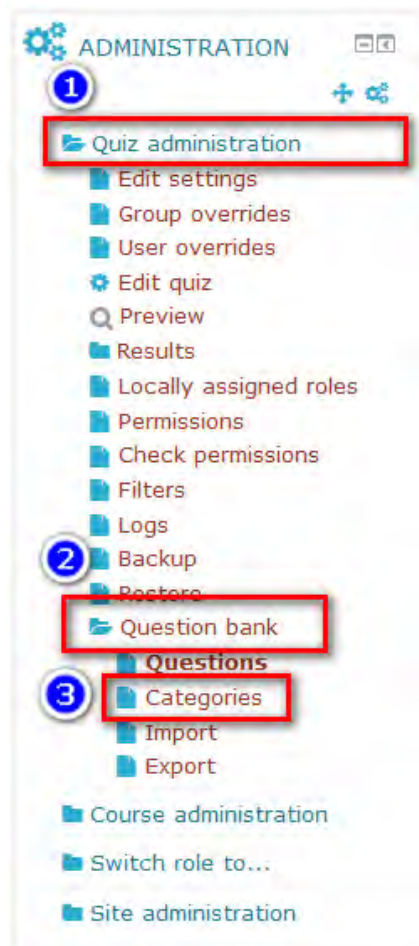 ADMINISTRATION
1
Quiz administration
Edit settings
Group overrides
User overrides
Edit quiz
Preview
Results
Locally assigned roles
Permissions
Check permissions
Filters
Logs
2
Backup
Restore
Question bank
Questions
3
Categories
Import
Export
Course administration
Switch role to...
Site administration